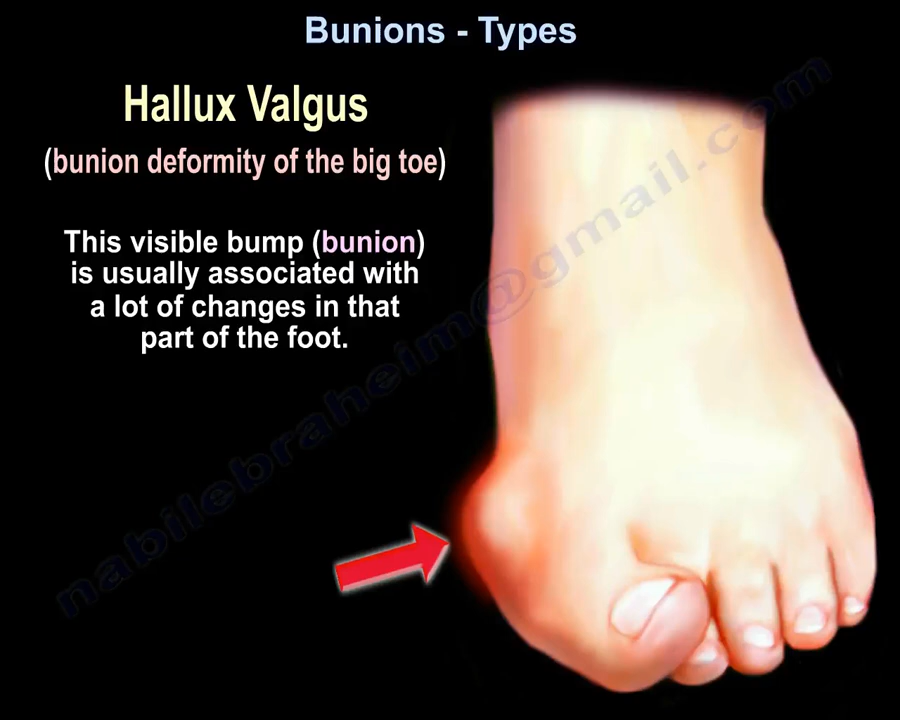 Bunions - Types
Hallux Valgus
(bunion deformity of the big toe)
This visible bump (bunion)
is usually associated with
a lot of changes in that
part of the foot.
nabilebraheim@gmail.com